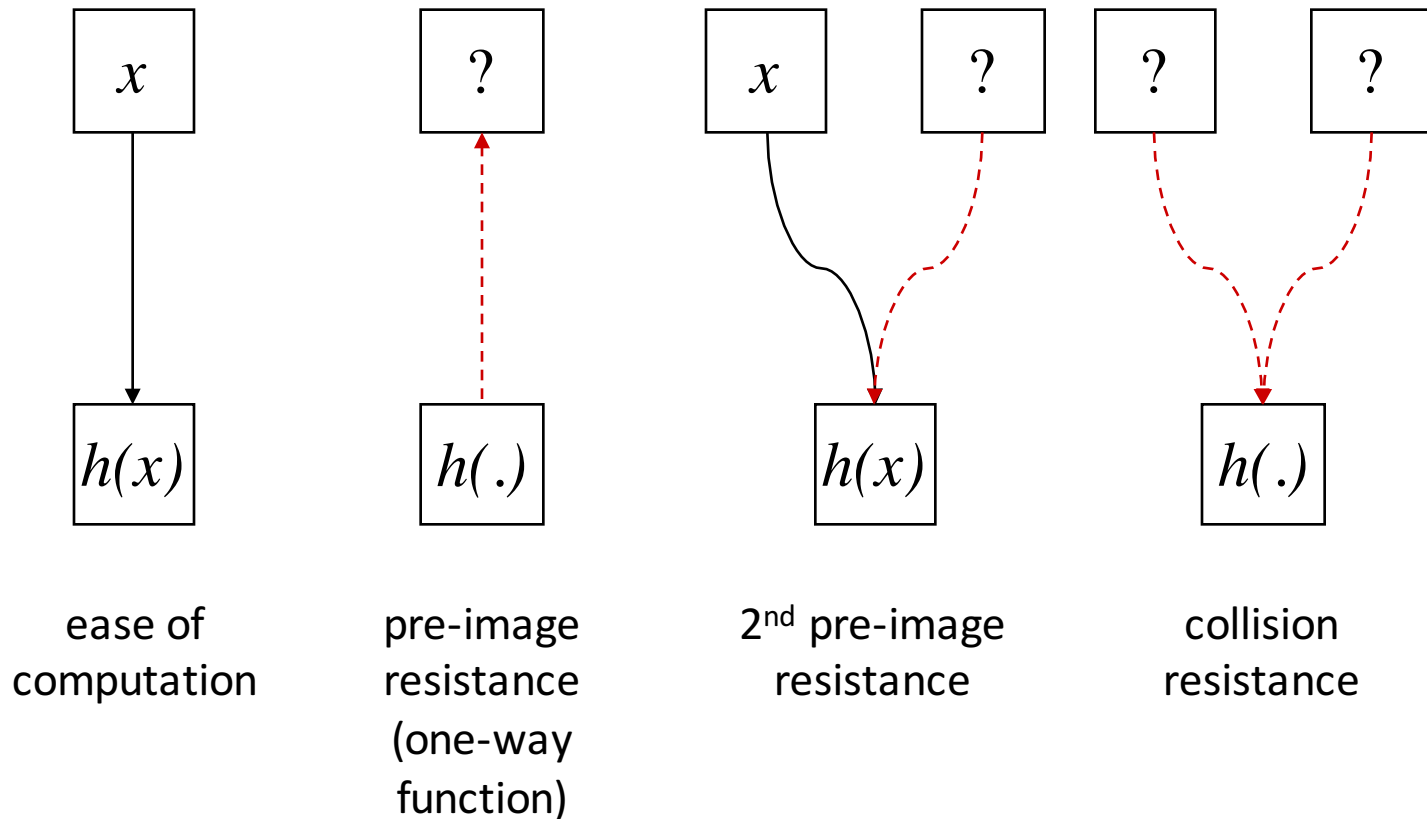 x
?
x
?
?
?
h(x)
h(.)
h(x)
h(.)
ease of
computation
pre-image
resistance
(one-way
function)
2nd pre-image
resistance
collision
resistance